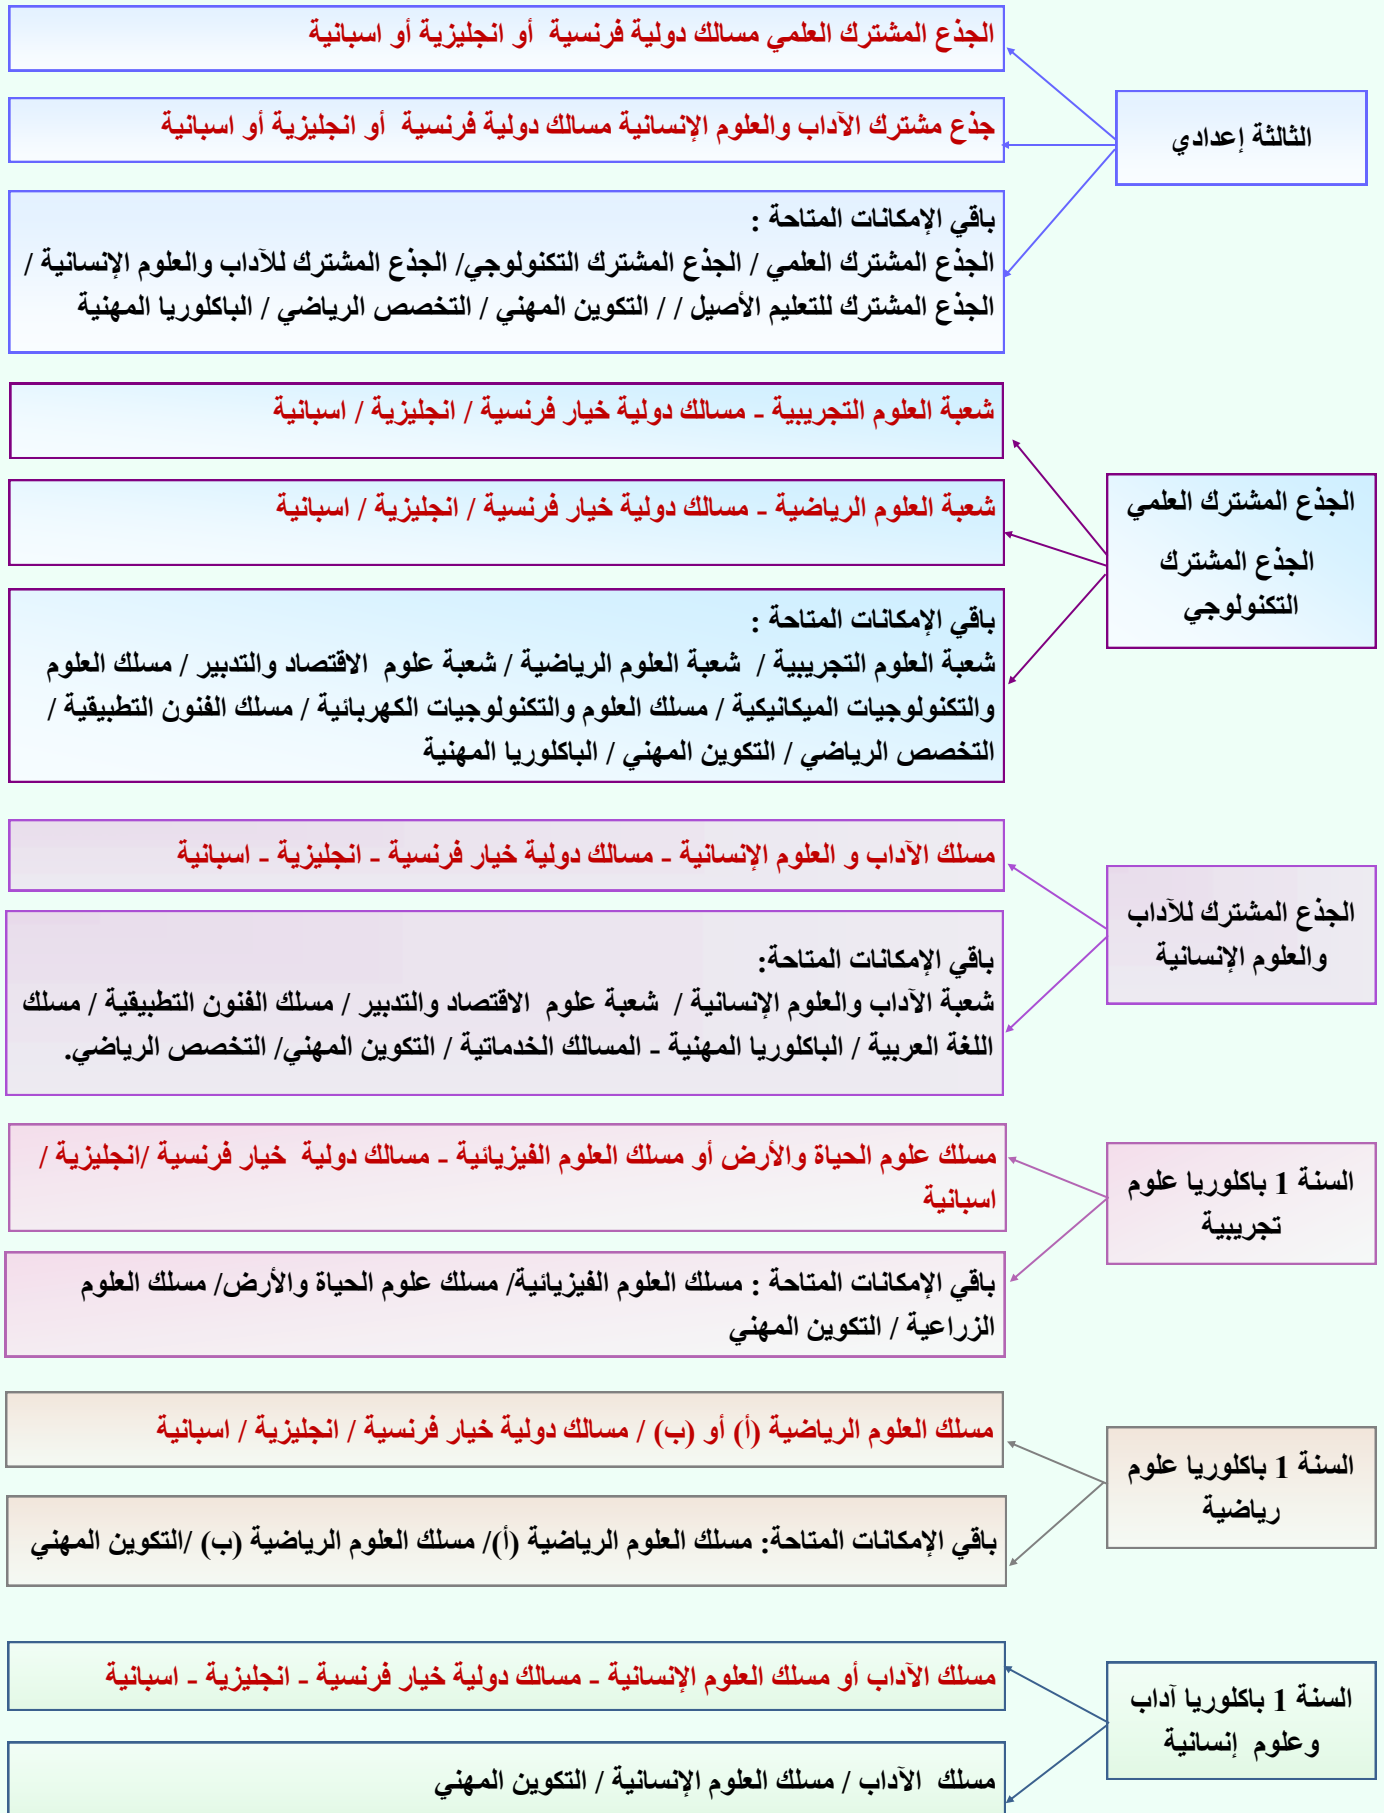 الثالثة إعدادي
الجذع المشترك العلمي مسالك دولية فرنسية أو انجليزية أو اسبانية
جذع مشترك الآداب والعلوم الإنسانية مسالك دولية فرنسية أو انجليزية أو اسبانية
باقي الإمكانات المتاحة :
الجذع المشترك العلمي / الجذع المشترك التكنولوجي/ الجذع المشترك للآداب والعلوم الإنسانية /
الجذع المشترك للتعليم الأصيل / / التكوين المهني / التخصص الرياضي / الباكلوريا المهنية
الجذع المشترك العلمي
الجذع المشترك
التكنولوجي
شعبة العلوم التجريبية - مسالك دولية خيار فرنسية / انجليزية / اسبانية
شعبة العلوم الرياضية - مسالك دولية خيار فرنسية / انجليزية / اسبانية
باقي الإمكانات المتاحة :
شعبة العلوم التجريبية / شعبة العلوم الرياضية / شعبة علوم الاقتصاد والتدبير / مسلك العلوم
والتكنولوجيات الميكانيكية / مسلك العلوم والتكنولوجيات الكهربائية / مسلك الفنون التطبيقية /
التخصص الرياضي / التكوين المهني / الباكلوريا المهنية
الجذع المشترك للآداب
والعلوم الإنسانية
مسلك الآداب و العلوم الإنسانية - مسالك دولية خيار فرنسية - انجليزية - اسبانية
باقي الإمكانات المتاحة:
شعبة الآداب والعلوم الإنسانية / شعبة علوم الاقتصاد والتدبير / مسلك الفنون التطبيقية / مسلك
اللغة العربية / الباكلوريا المهنية - المسالك الخدماتية / التكوين المهني/ التخصص الرياضي.
السنة 1 باكلوريا علوم
تجريبية
مسلك علوم الحياة والأرض أو مسلك العلوم الفيزيائية - مسالك دولية خيار فرنسية /انجليزية /
اسبانية
باقي الإمكانات المتاحة : مسلك العلوم الفيزيائية/ مسلك علوم الحياة والأرض/ مسلك العلوم
الزراعية / التكوين المهني
السنة 1 باكلوريا علوم
رياضية
مسلك العلوم الرياضية (أ) أو (ب) / مسالك دولية خيار فرنسية / انجليزية / اسبانية
باقي الإمكانات المتاحة: مسلك العلوم الرياضية (أ)/ مسلك العلوم الرياضية (ب) /التكوين المهني
السنة 1 باكلوريا آداب
وعلوم إنسانية
مسلك الآداب أو مسلك العلوم الإنسانية - مسالك دولية خيار فرنسية - انجليزية - اسبانية
مسلك الآداب / مسلك العلوم الإنسانية / التكوين المهني